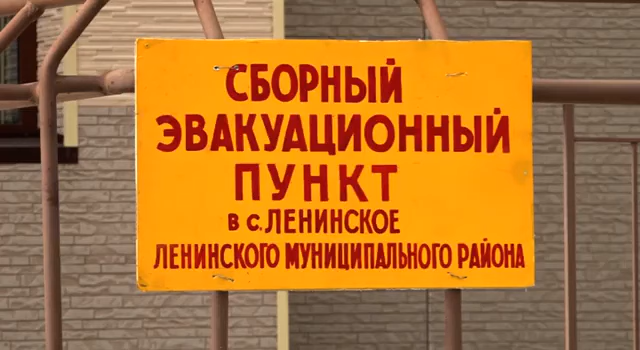 СБОРНЫЙ
ЭВАКУАЦИОННЫЙ
ПУНКТ
В С. ЛЕНИНСКОЕ
ЛЕНИНСКОГО МУНИЦИПАЛЬНОГО РАЙОНА